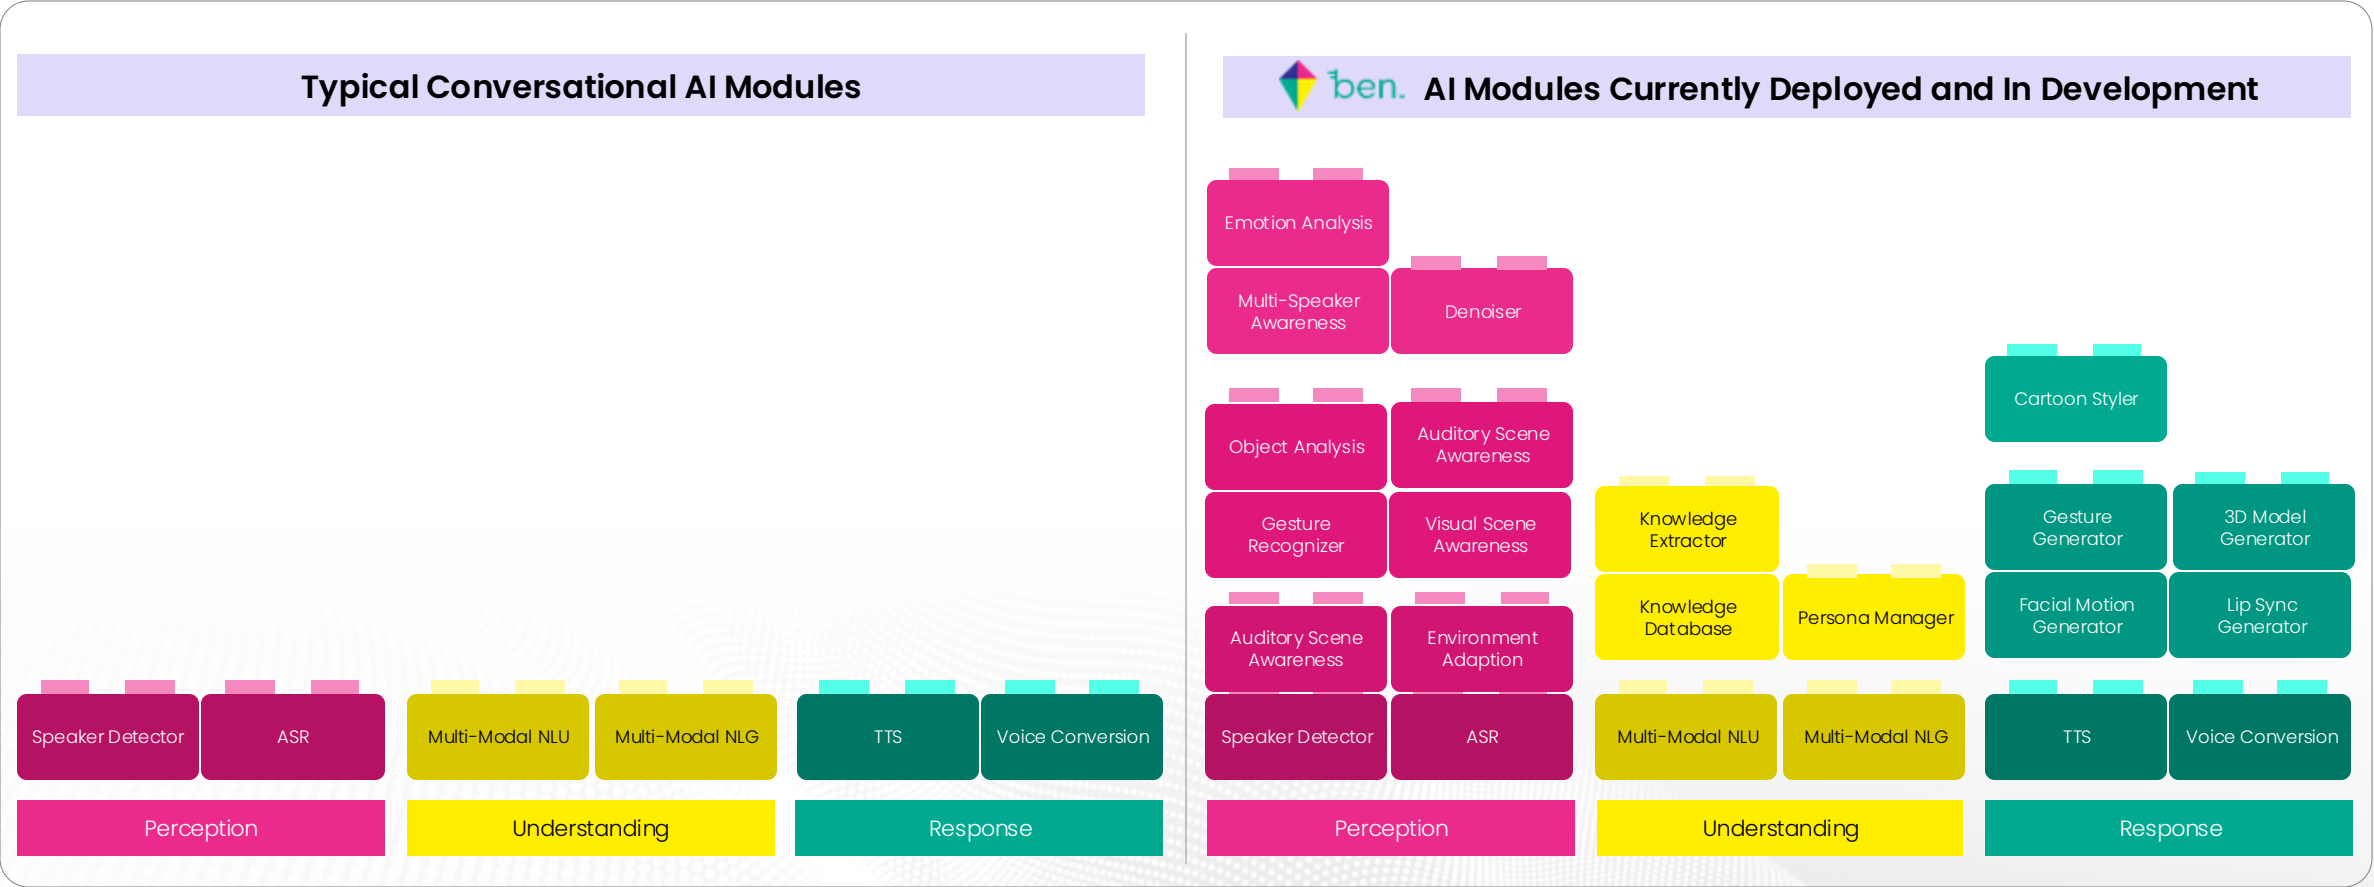 Typical Conversational AI Modules
Speaker Detector
ASR
Multi-Modal NLU
Multi-Modal NLG
TTS
Voice Conversion
Perception
Understanding
Response
ben. AI Modules Currently Deployed and In Development
Emotion Analysis
Multi-Speaker
Awareness
Denoiser
Object Analysis
Auditory Scene
Awareness
Gesture
Recognizer
Visual Scene
Awareness
Auditory Scene
Awareness
Environment
Adaption
Speaker Detector
ASR
Knowledge
Extractor
Knowledge
Database
Persona Manager
Multi-Modal NLU
Multi-Modal NLG
Cartoon Styler
Gesture
Generator
3D Model
Generator
Facial Motion
Generator
Lip Sync
Generator
TTS
Voice Conversion
Perception
Understanding
Response